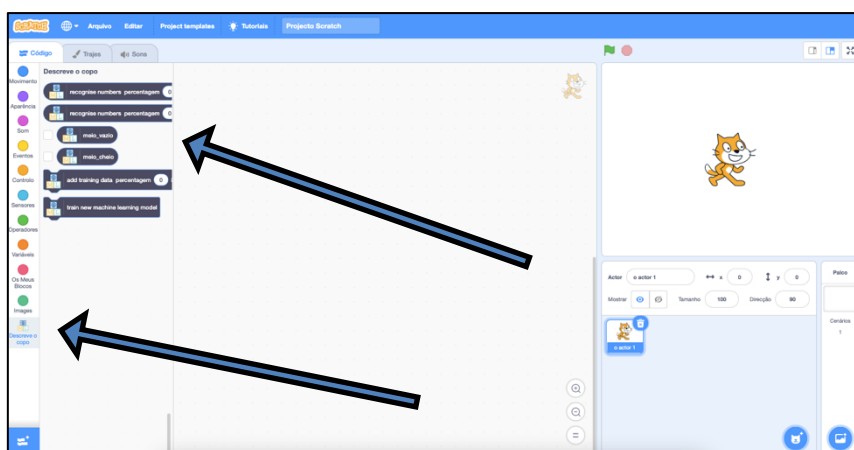 SCRATCH
Arquivo Editar Project templates Tutoriais Projecto Scratch
Código Trajes Sons
Movimento
Aparência
Som
Eventos
Controlo
Sensores
Operadores
Variáveis
Os Meus
Blocos
Images
Descreve o
copo
Descreve o copo
recognise numbers percentagem 0
recognise numbers percentagem 0
meio_vazio
meio_cheio
add training data percentagem 0
train new machine learning model
Actor o actor 1 x 0 y 0
Mostrar Tamanho 100 Direcção 90
o actor 1
Palco
Cenários
1